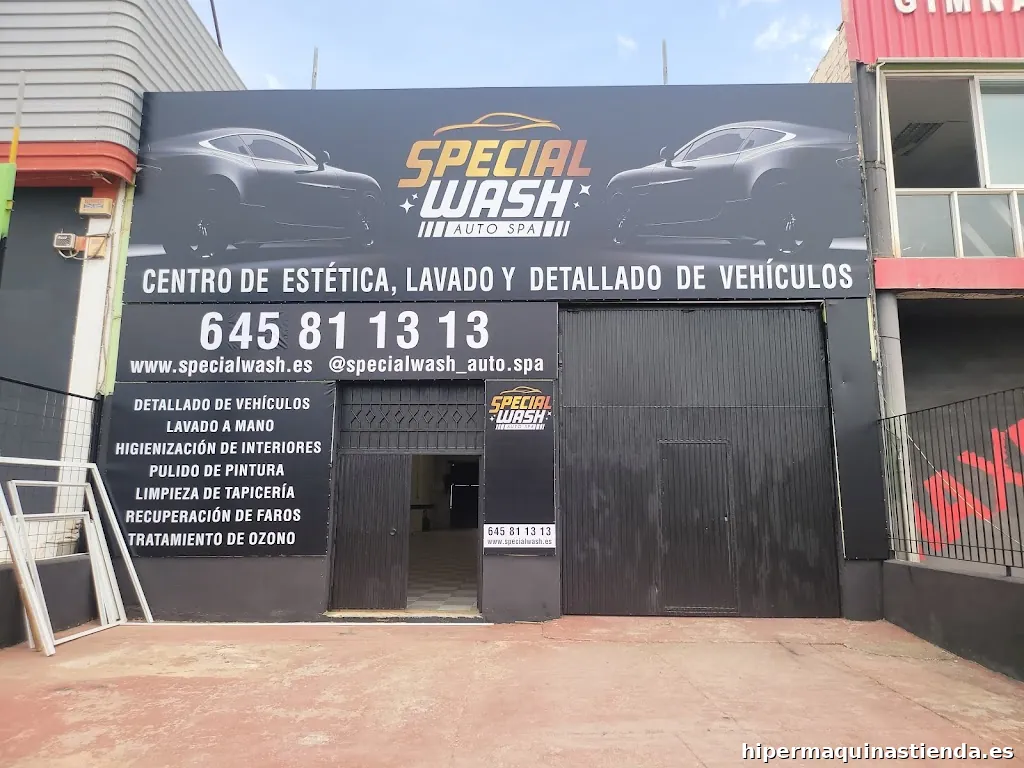 GIMNA
SPECIAL
WASH
AUTO SPA
CENTRO DE ESTÉTICA, LAVADO Y DETALLADO DE VEHÍCULOS
645 81 13 13
www.specialwash.es @specialwash_auto.spa
DETALLADO DE VEHÍCULOS
LAVADO A MANO
HIGIENIZACIÓN DE INTERIORES
PULIDO DE PINTURA
LIMPIEZA DE TAPICERÍA
RECUPERACIÓN DE FAROS
TRATAMIENTO DE OZONO
SPECIAL
WASH
AUTO SPA
645 81 13 13
www.specialwash.es
hipermaquinastienda.es